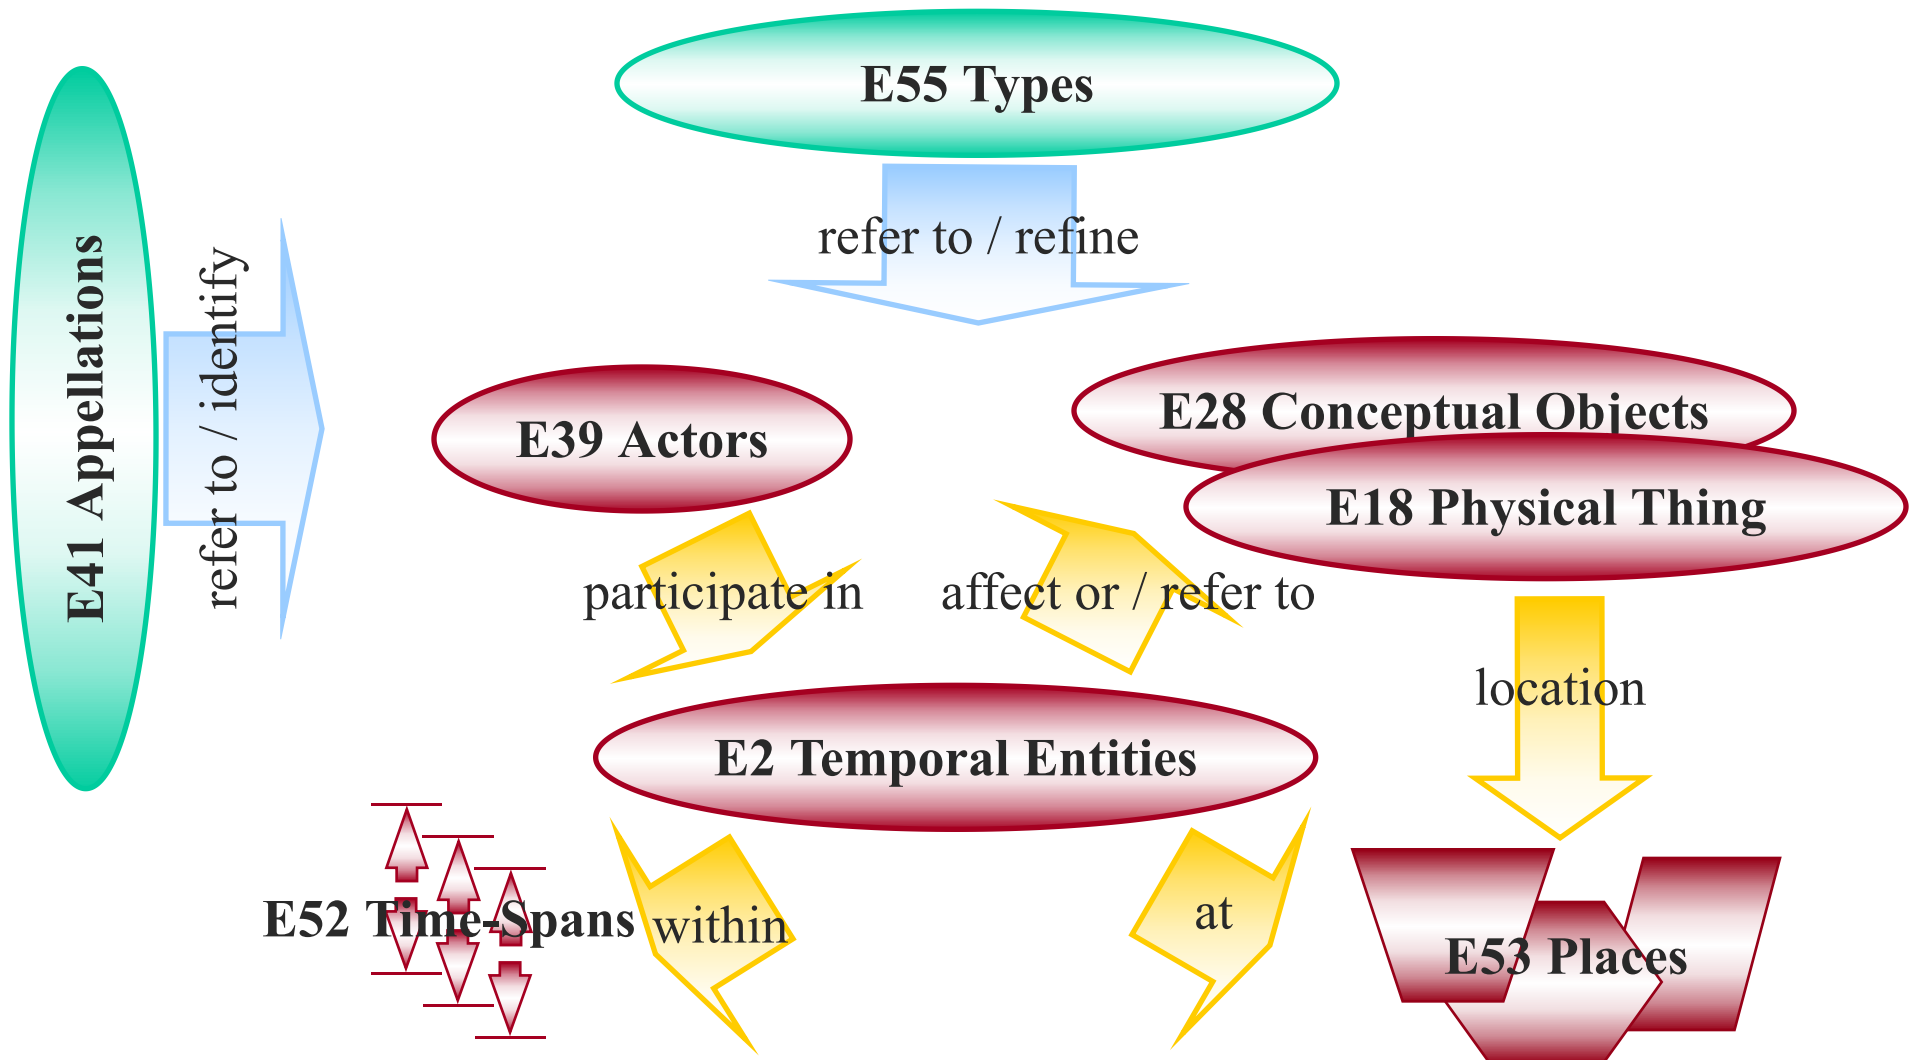 E55 Types
refer to / refine
E41 Appellations
refer to / identify
E39 Actors
E28 Conceptual Objects
E18 Physical Thing
participate in
affect or / refer to
location
E2 Temporal Entities
E52 Time-Spans
within
at
E53 Places